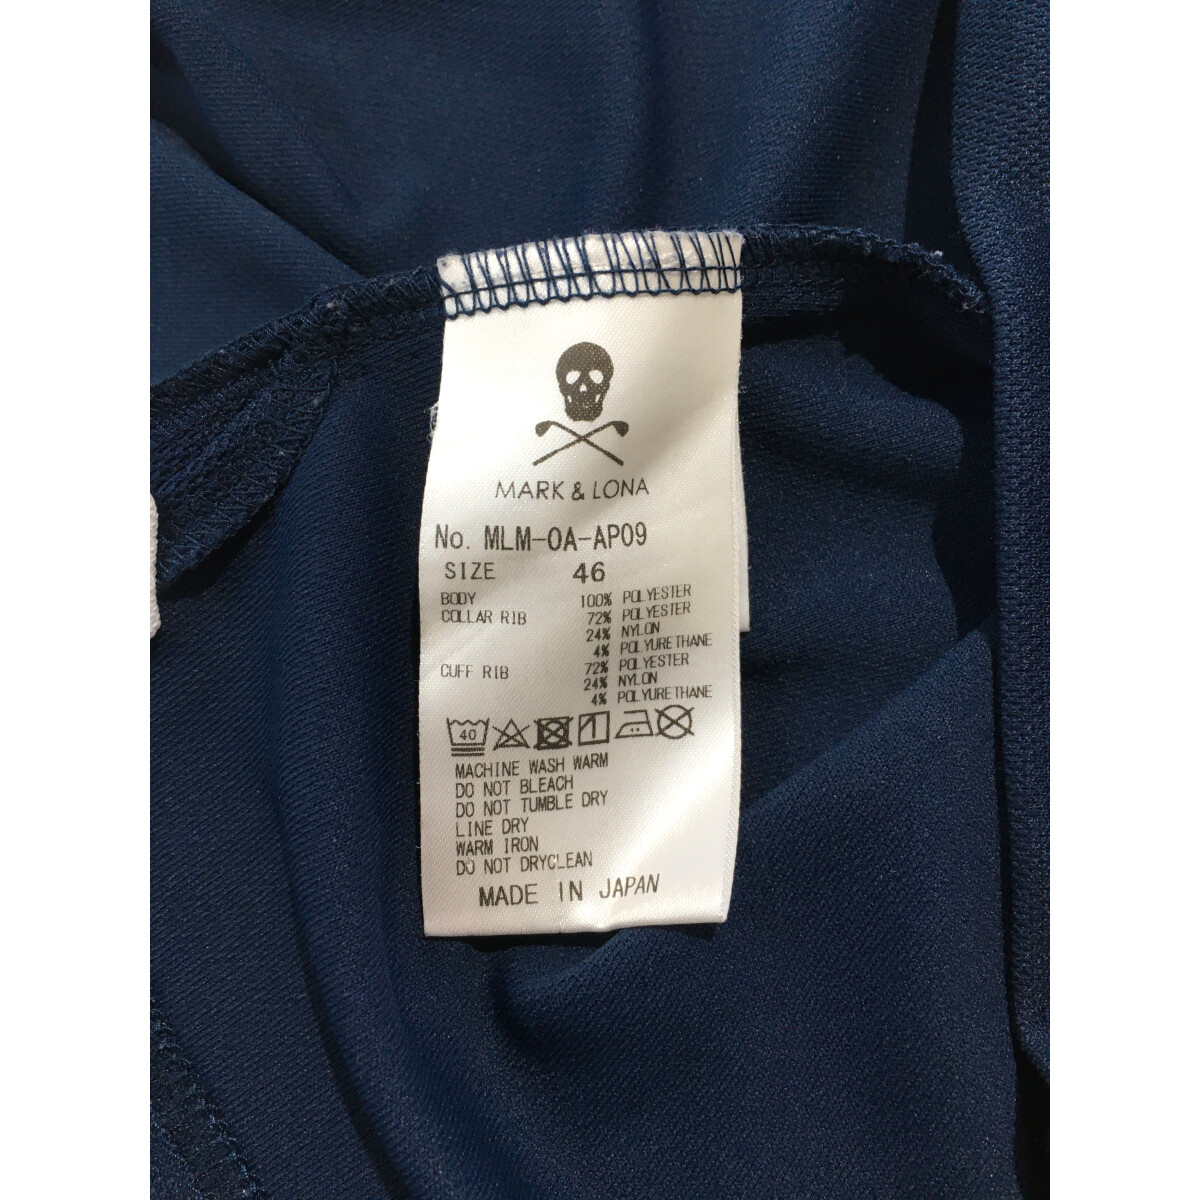 MARK & LONA
No. MLM-OA-AP09
SIZE 46
BODY 100% POLYESTER
COLLAR RIB 72% POLYESTER
24% NYLON
4% POLYURETHANE
CUFF RIB 72% POLYESTER
24% NYLON
4% POLYURETHANE
40
MACHINE WASH WARM
DO NOT BLEACH
DO NOT TUMBLE DRY
LINE DRY
WARM IRON
DO NOT DRYCLEAN
MADE IN JAPAN